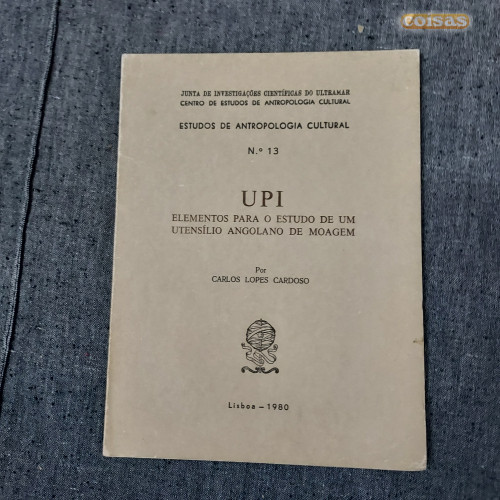 coisas
JUNTA DE INVESTIGAÇÕES CIENTÍFICAS DO ULTRAMAR
CENTRO DE ESTUDOS DE ANTROPOLOGIA CULTURAL
ESTUDOS DE ANTROPOLOGIA CULTURAL
N.º 13
UPI
ELEMENTOS PARA O ESTUDO DE UM
UTENSÍLIO ANGOLANO DE MOAGEM
Por
CARLOS LOPES CARDOSO
Lisboa – 1980